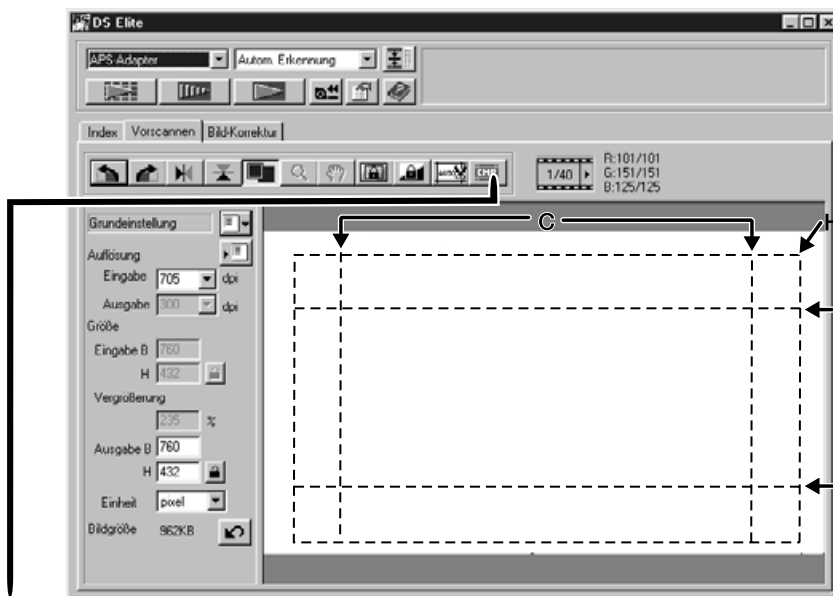 DS Elite
APS-Adapter Autom. Erkennung
Index Vorscannen Bild-Korrektur
AUTO CHP 1/40
R:101/101
G:151/151
B:125/125
Grundeinstellung
Auflösung
Eingabe 705 dpi
Ausgabe 300 dpi
Größe
Eingabe B 760
H 432
Vergrößerung
235 %
Ausgabe B 760
H 432
Einheit pixel
Bildgröße 962KB
C
H